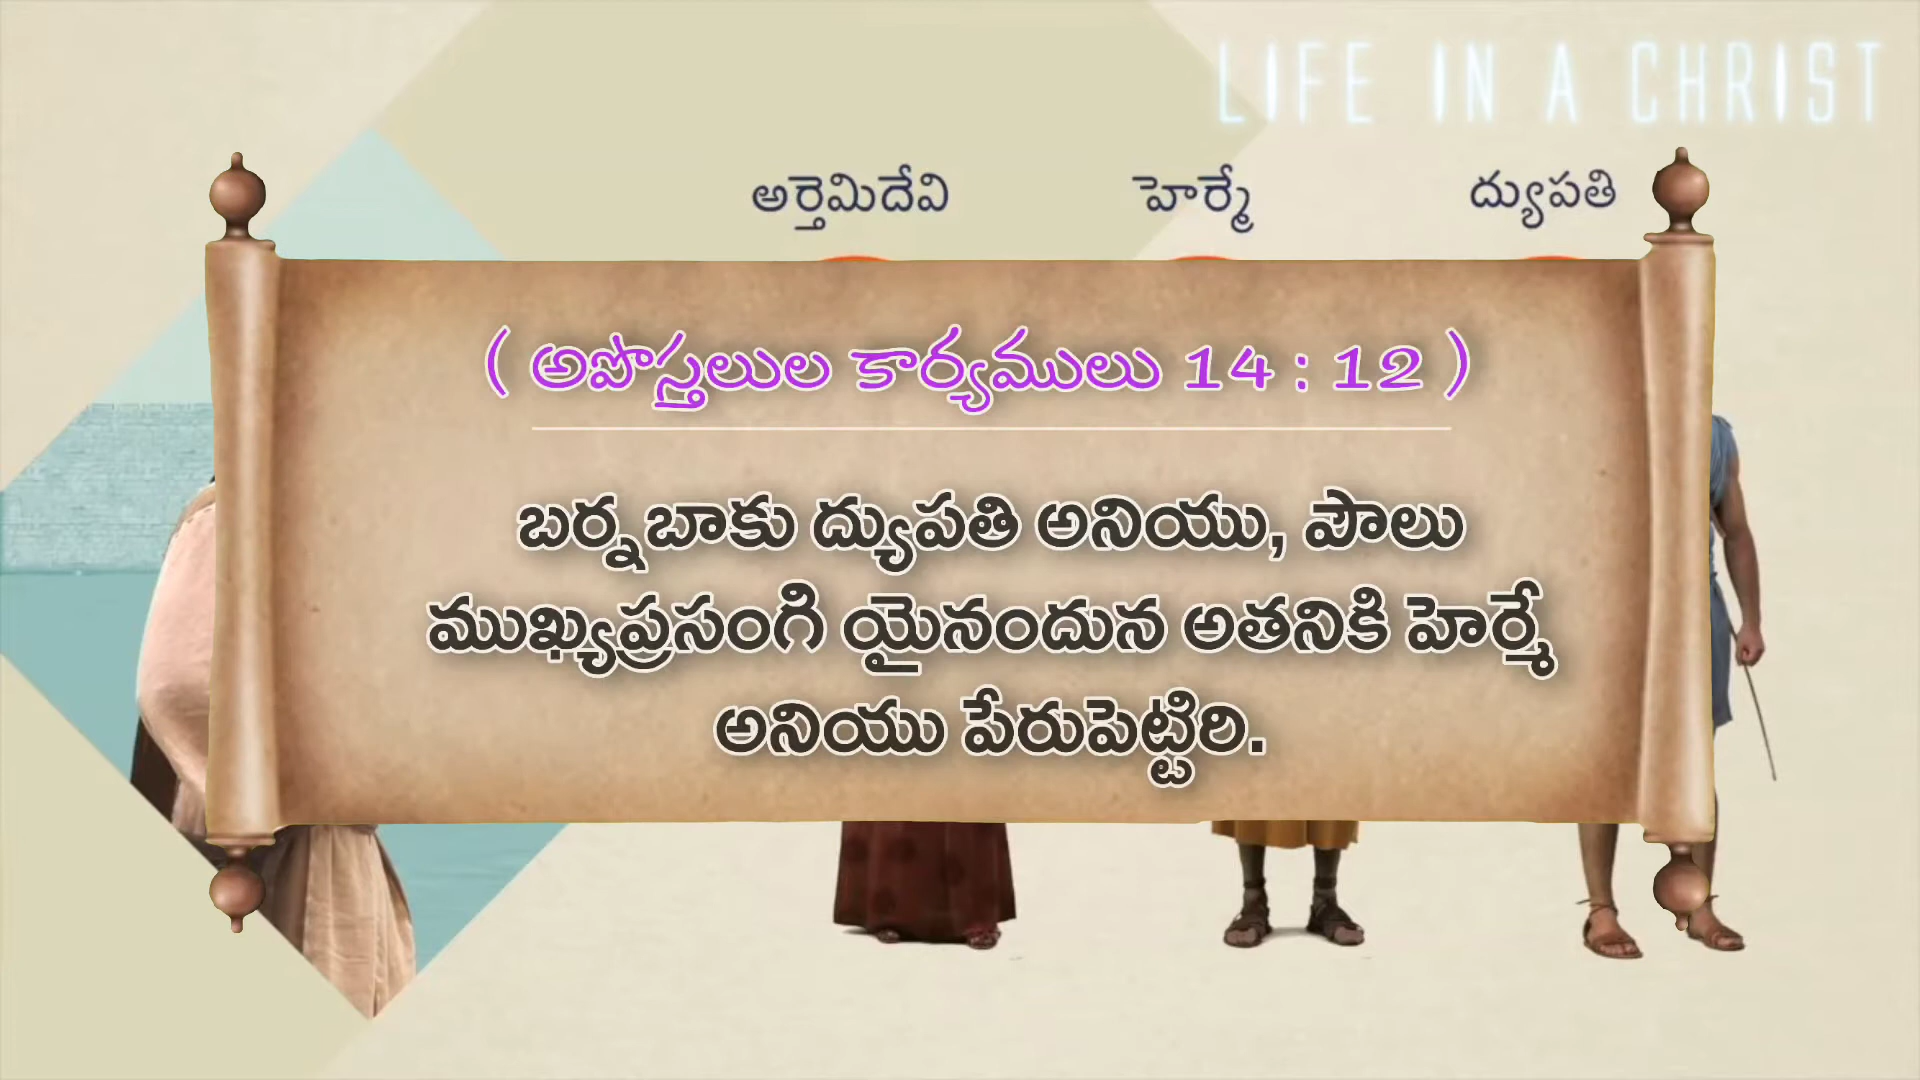 LIFE IN A CHRIST
అర్తెమిదేవి హెర్మే ద్యుపతి
( అపొస్తలుల కార్యములు 14 : 12 )
బర్నబాకు ద్యుపతి అనియు, పౌలు
ముఖ్యప్రసంగి యైనందున అతనికి హెర్మే
అనియు పేరుపెట్టిరి.